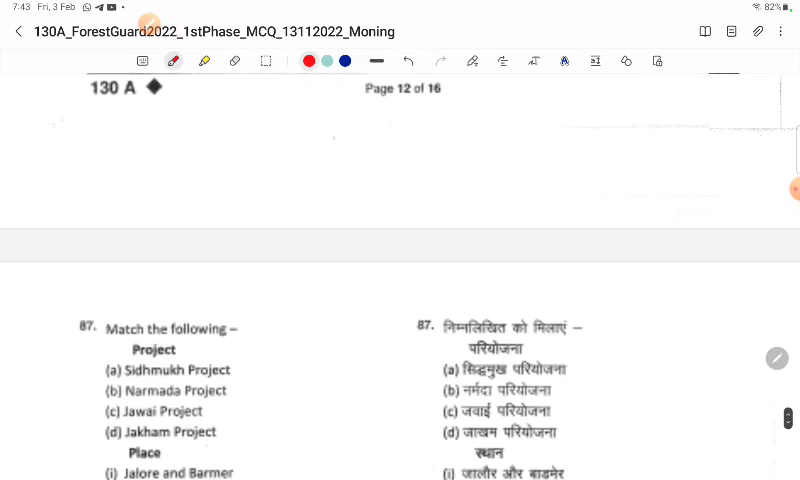 7:43 Fri, 3 Feb
82%
130A_ForestGuard2022_1stPhase_MCQ_13112022_Moning
130 A ◆
Page 12 of 16
87. Match the following –
Project
(a) Sidhmukh Project
(b) Narmada Project
(c) Jawai Project
(d) Jakham Project
Place
(i) Jalore and Barmer
87. निम्नलिखित को मिलाएं –
परियोजना
(a) सिद्धमुख परियोजना
(b) नर्मदा परियोजना
(c) जवाई परियोजना
(d) जाखम परियोजना
स्थान
(i) जालौर और बाडमेर